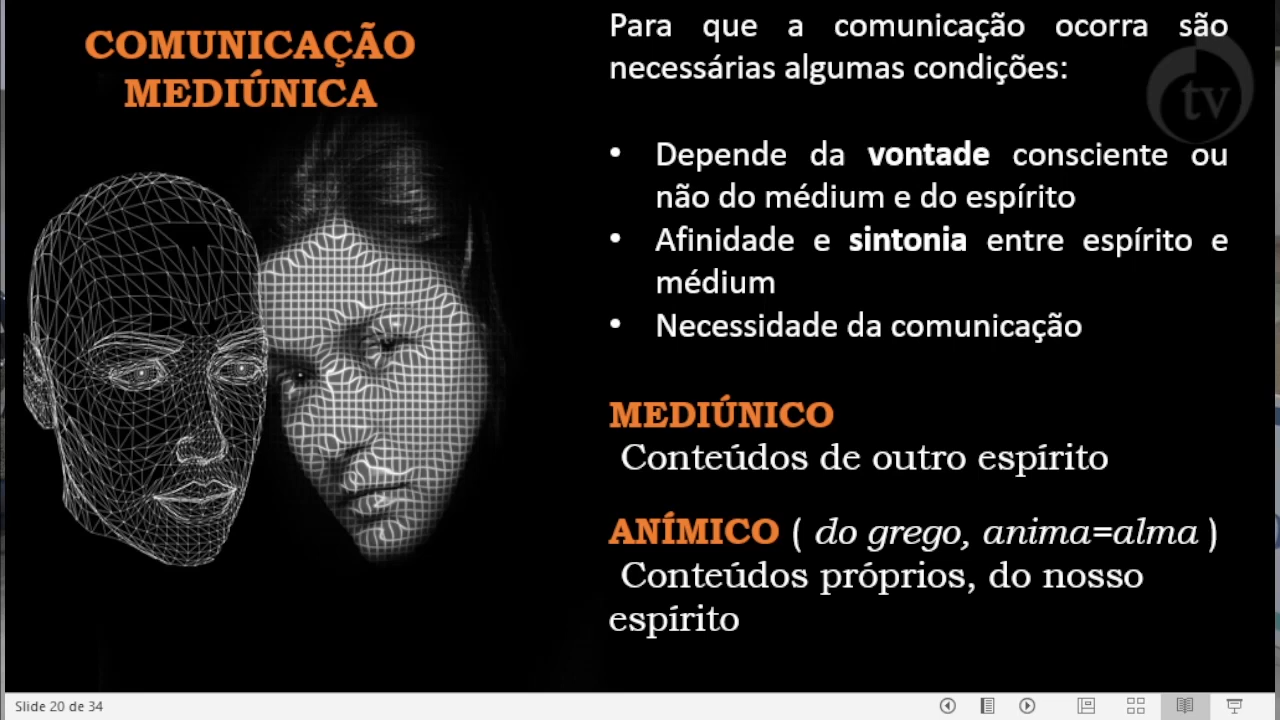 COMUNICAÇÃO
MEDIÚNICA
Para que a comunicação ocorra são
necessárias algumas condições:
tv
• Depende da vontade consciente ou
não do médium e do espírito
• Afinidade e sintonia entre espírito e
médium
• Necessidade da comunicação
MEDIÚNICO
Conteúdos de outro espírito
ANÍMICO ( do grego, anima=alma )
Conteúdos próprios, do nosso
espírito
Slide 20 de 34